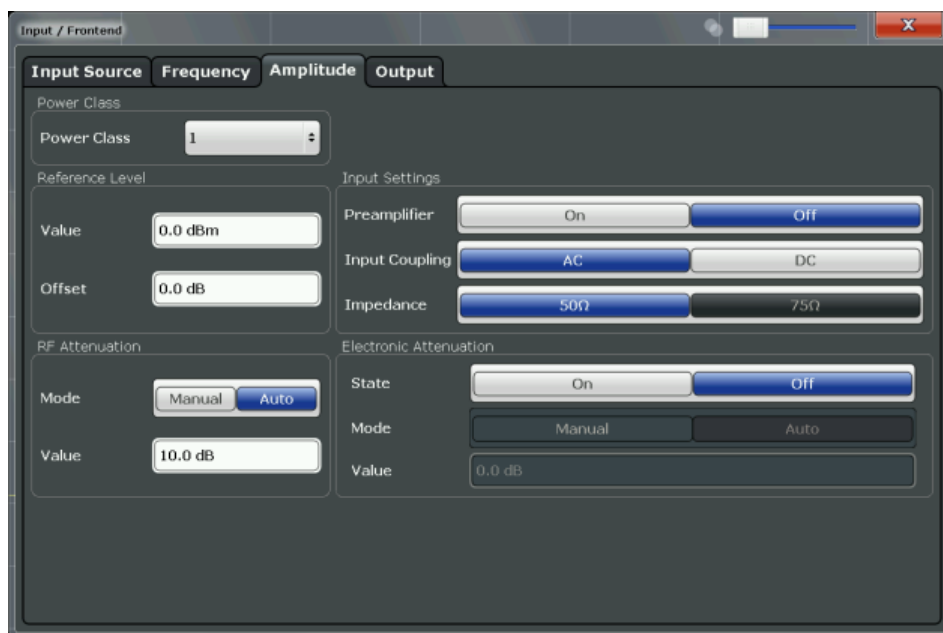 Input / Frontend
X
Input Source Frequency Amplitude Output
Power Class
Power Class 1
Reference Level
Value 0.0 dBm
Offset 0.0 dB
Input Settings
Preamplifier On Off
Input Coupling AC DC
Impedance 50Ω 75Ω
RF Attenuation
Mode Manual Auto
Value 10.0 dB
Electronic Attenuation
State On Off
Mode Manual Auto
Value 0.0 dB